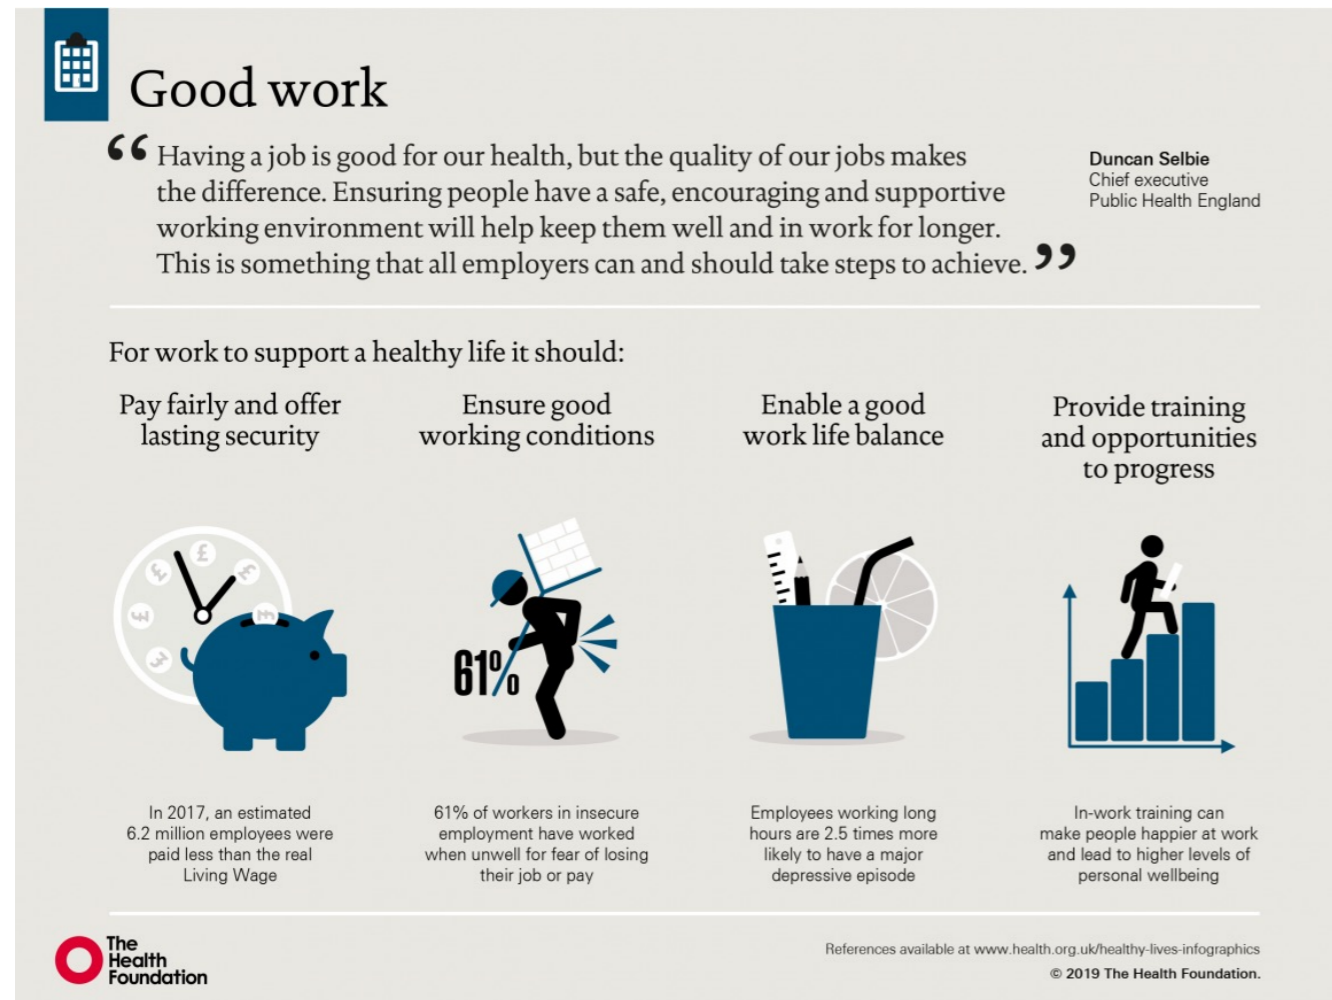 Good work
“ Having a job is good for our health, but the quality of our jobs makes
the difference. Ensuring people have a safe, encouraging and supportive
working environment will help keep them well and in work for longer.
This is something that all employers can and should take steps to achieve. ”
Duncan Selbie
Chief executive
Public Health England
For work to support a healthy life it should:
Pay fairly and offer
lasting security
£
£
£
£
£
£
In 2017, an estimated
6.2 million employees were
paid less than the real
Living Wage
Ensure good
working conditions
61%
61% of workers in insecure
employment have worked
when unwell for fear of losing
their job or pay
Enable a good
work life balance
Employees working long
hours are 2.5 times more
likely to have a major
depressive episode
Provide training
and opportunities
to progress
In-work training can
make people happier at work
and lead to higher levels of
personal wellbeing
The
Health
Foundation
References available at www.health.org.uk/healthy-lives-infographics
© 2019 The Health Foundation.